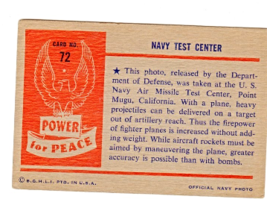 CARD NO.
72
POWER
for PEACE
NAVY TEST CENTER
★ This photo, released by the Depart-
ment of Defense, was taken at the U. S.
Navy Air Missile Test Center, Point
Mugu, California. With a plane, heavy
projectiles can be delivered on a target
out of artillery reach. Thus the firepower
of fighter planes is increased without add-
ing weight. While aircraft rockets must be
aimed by maneuvering the plane, greater
accuracy is possible than with bombs.
© B.G.H.L.I. PTD. IN U.S.A.
OFFICIAL NAVY PHOTO